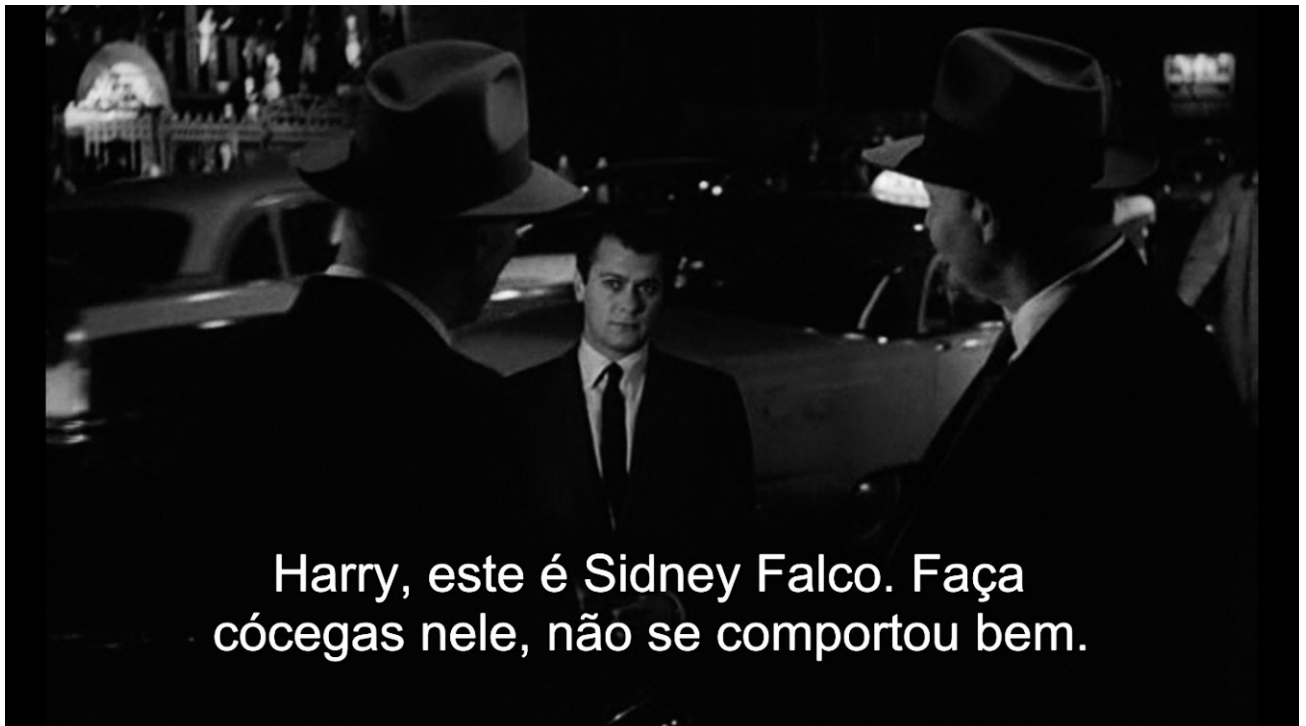 Harry, este é Sidney Falco. Faça
cócegas nele, não se comportou bem.